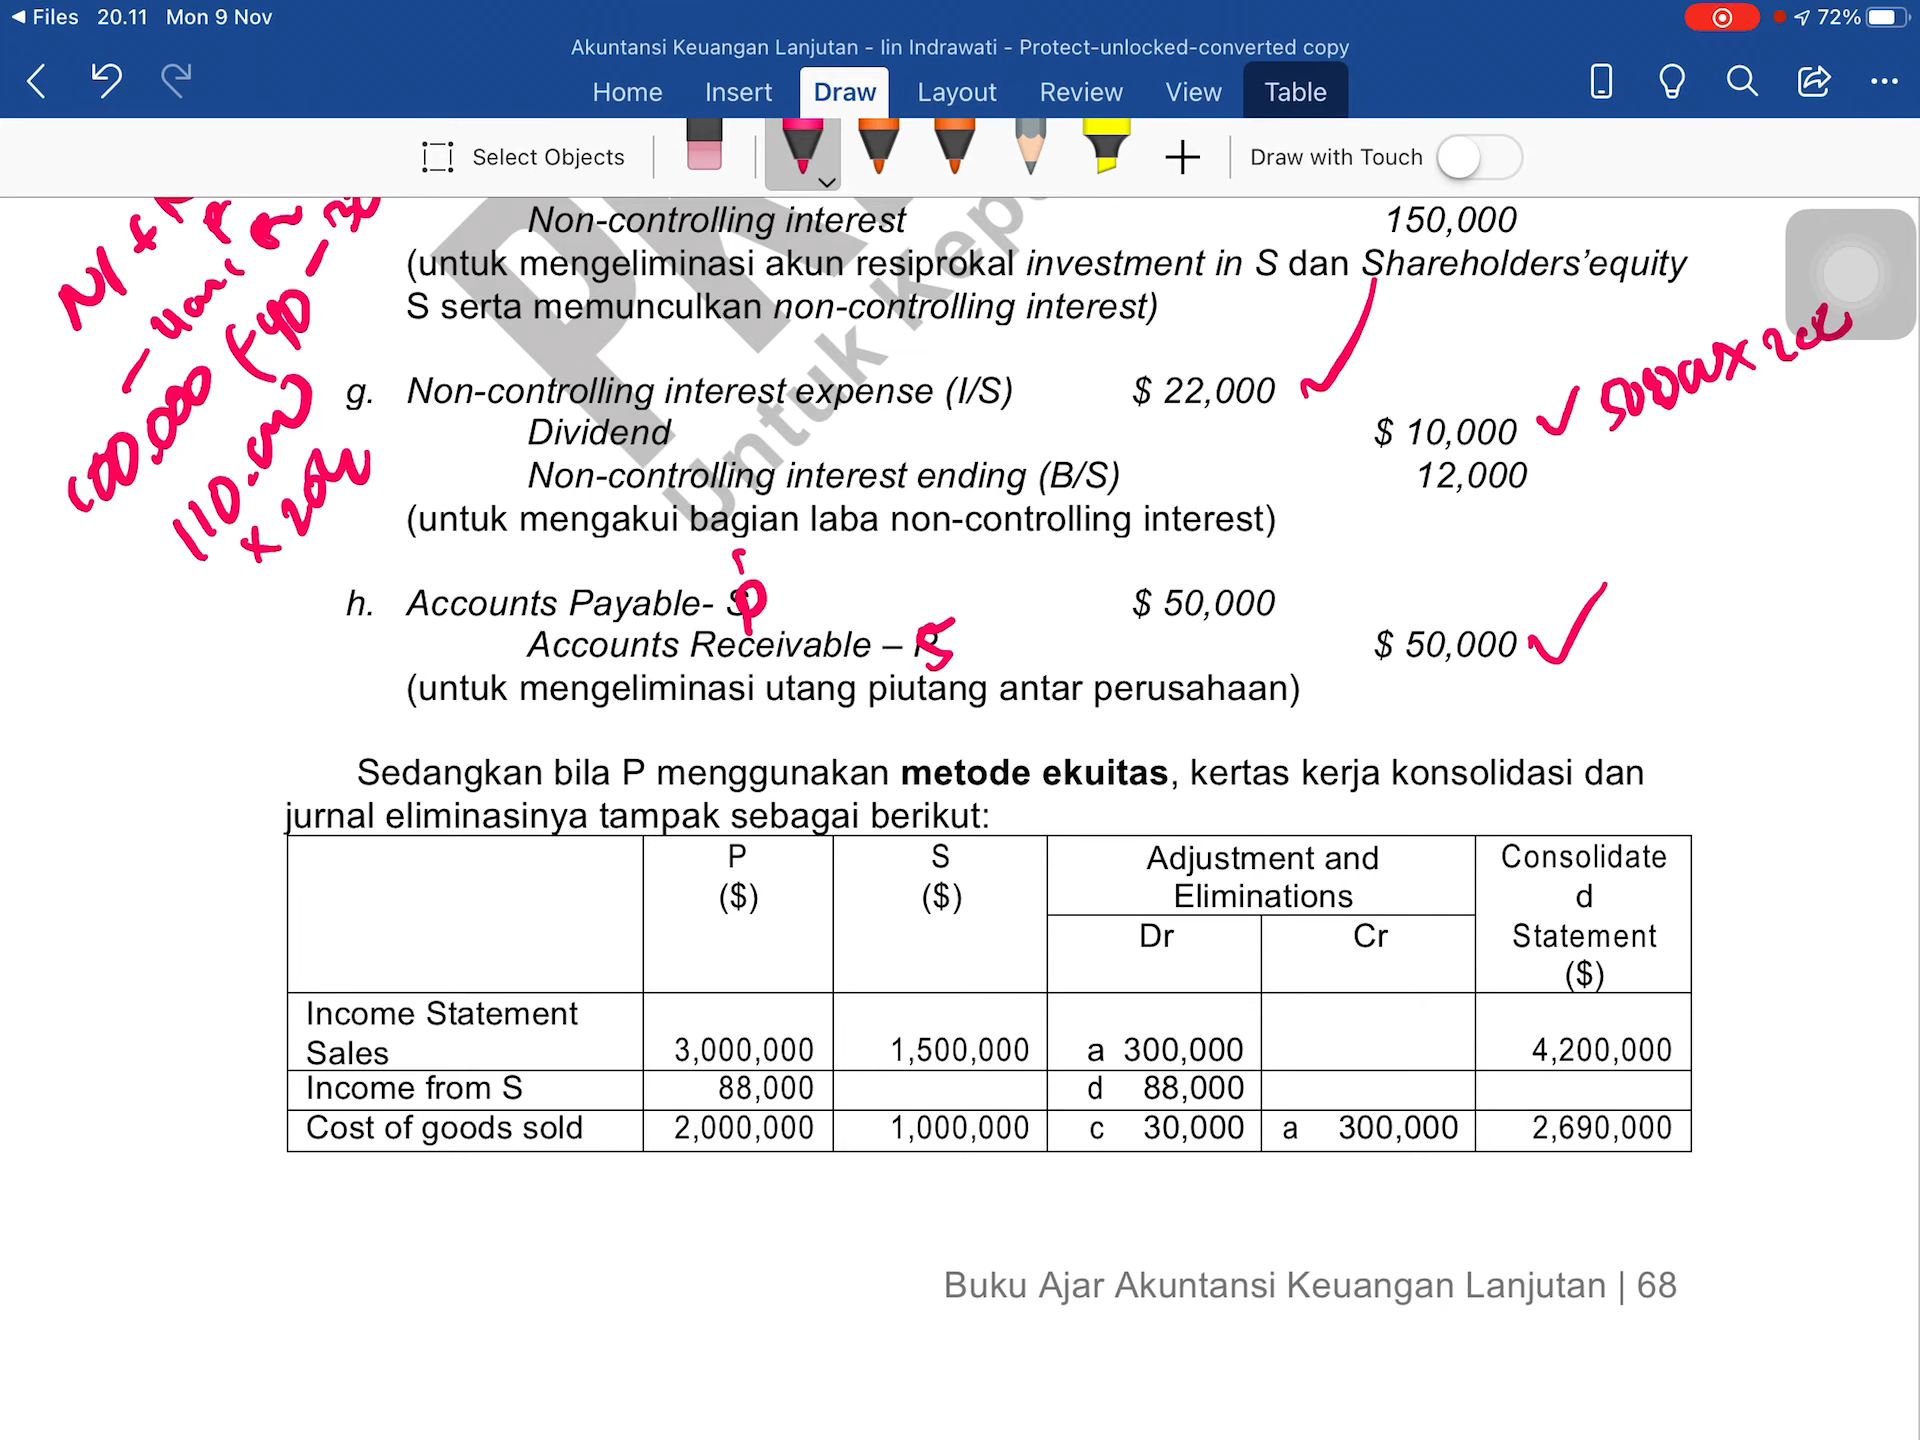 Files 20.11 Mon 9 Nov 72%
Akuntansi Keuangan Lanjutan - Iin Indrawati - Protect-unlocked-converted copy
Home Insert Draw Layout Review View Table
Select Objects Draw with Touch
Non-controlling interest 150,000
(untuk mengeliminasi akun resiprokal investment in S dan Shareholders’equity
S serta memunculkan non-controlling interest)
g. Non-controlling interest expense (I/S) $ 22,000
Dividend $ 10,000
Non-controlling interest ending (B/S) 12,000
(untuk mengakui bagian laba non-controlling interest)
h. Accounts Payable- S $ 50,000
P
Accounts Receivable – P $ 50,000
S
(untuk mengeliminasi utang piutang antar perusahaan)
Untuk
Sedangkan bila P menggunakan metode ekuitas, kertas kerja konsolidasi dan
jurnal eliminasinya tampak sebagai berikut:
P S Adjustment and Consolidate
($) ($) Eliminations d
Dr Cr Statement
($)
Income Statement
Sales 3,000,000 1,500,000 a 300,000 4,200,000
Income from S 88,000 d 88,000
Cost of goods sold 2,000,000 1,000,000 c 30,000 a 300,000 2,690,000
Buku Ajar Akuntansi Keuangan Lanjutan | 68